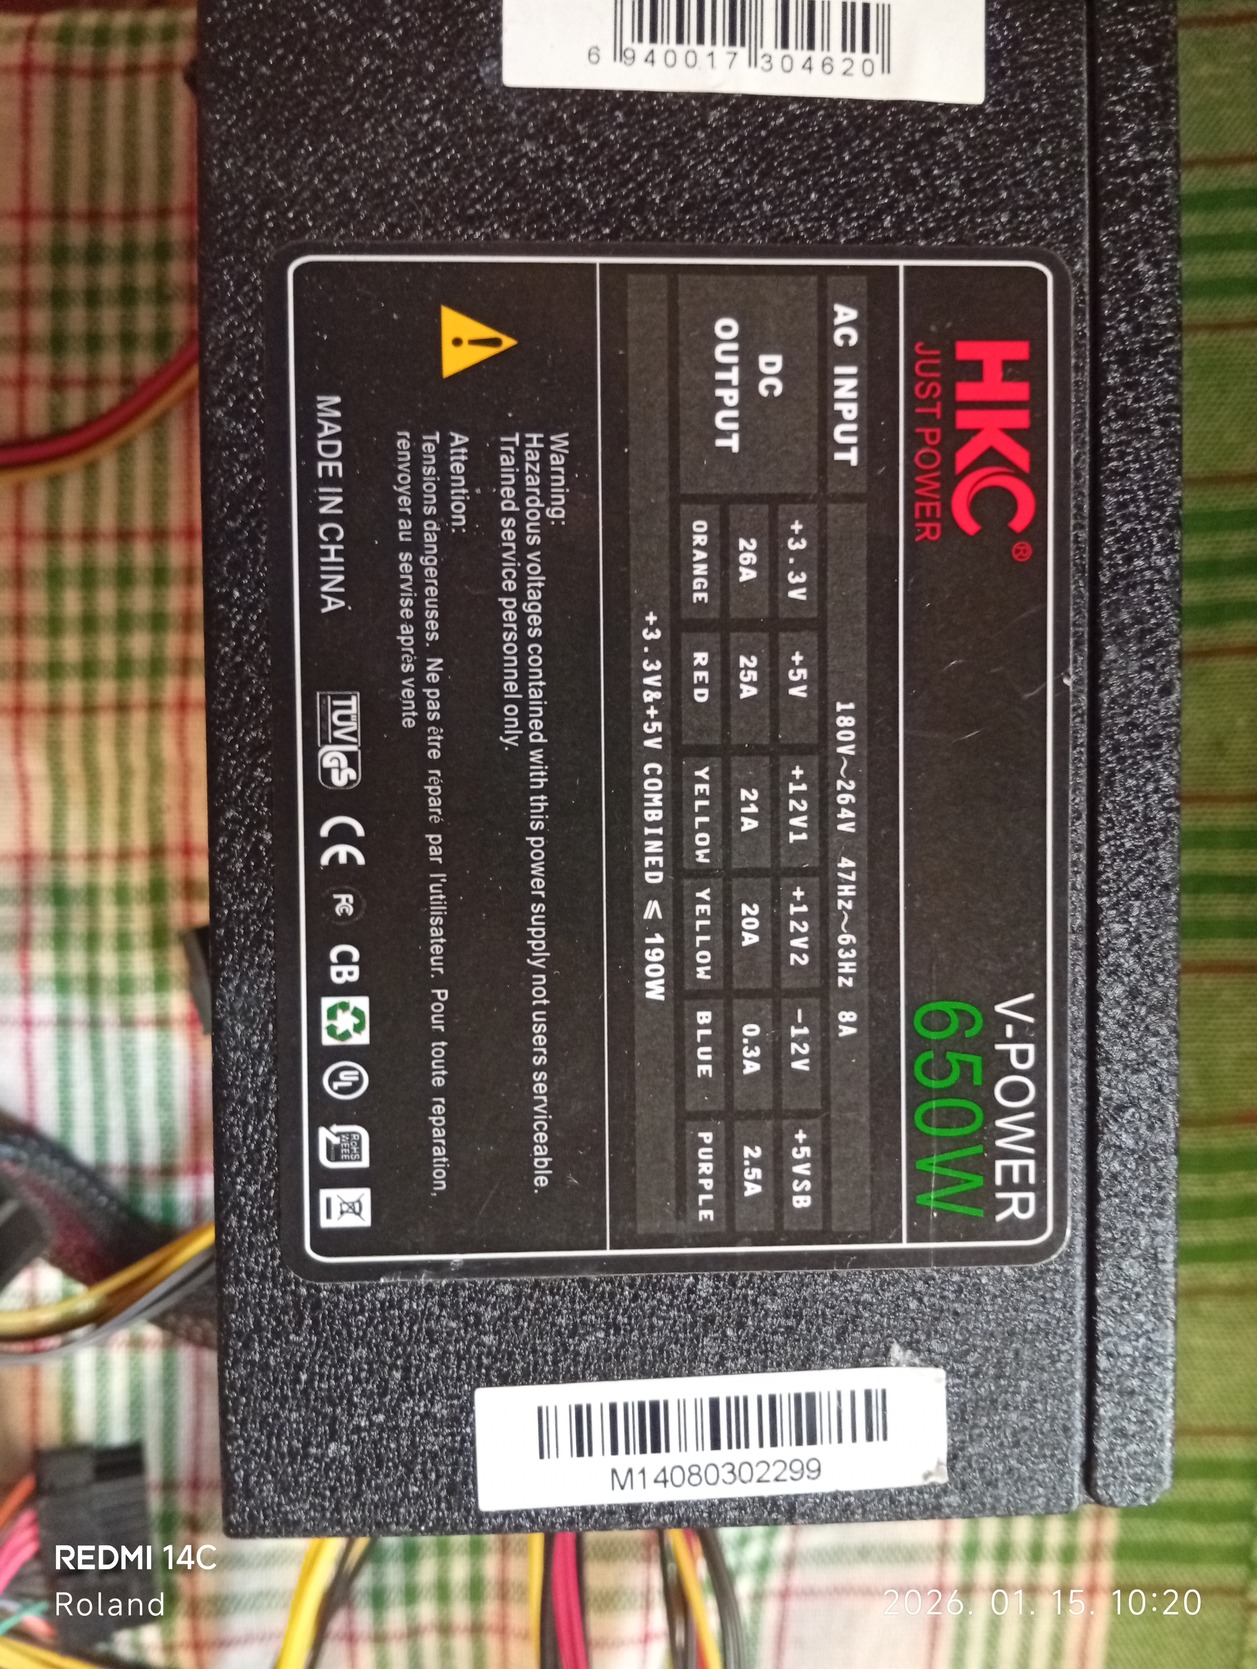 6 940017 304620
HKC®
JUST POWER
V-POWER
650W
AC INPUT 180V~264V 47Hz~63Hz 8A
DC OUTPUT
+3.3V +5V +12V1 +12V2 -12V +5VSB
26A 25A 21A 20A 0.3A 2.5A
ORANGE RED YELLOW YELLOW BLUE PURPLE
+3.3V&+5V COMBINED ⩽ 190W
Warning:
Hazardous voltages contained with this power supply not users serviceable.
Trained service personnel only.
Attention:
Tensions dangereuses. Ne pas être réparé par l'utilisateur. Pour toute reparation,
renvoyer au servise après vente
MADE IN CHINA
TÜV GS CE FC CB UL RoHS WEEE
M14080302299
REDMI 14C
Roland
2026. 01. 15. 10:20